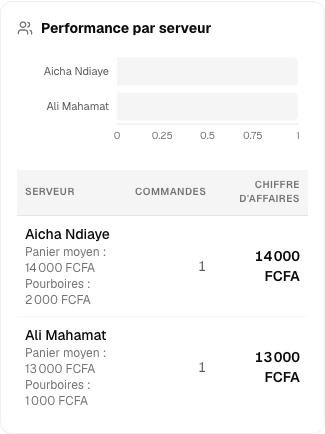 Performance par serveur
Aicha Ndiaye
Ali Mahamat
0 0.25 0.5 0.75 1
SERVEUR COMMANDES CHIFFRE D'AFFAIRES
Aicha Ndiaye
Panier moyen :
14 000 FCFA
Pourboires :
2 000 FCFA
1
14 000
FCFA
Ali Mahamat
Panier moyen :
13 000 FCFA
Pourboires :
1 000 FCFA
1
13 000
FCFA